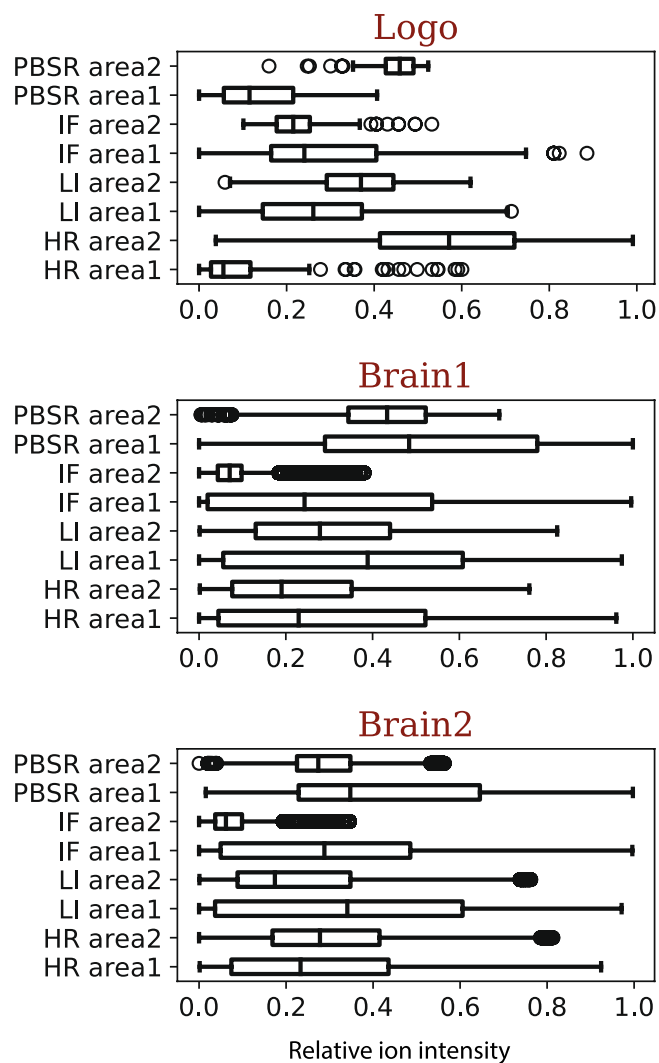 Logo
PBSR area2
PBSR area1
IF area2
IF area1
LI area2
LI area1
HR area2
HR area1
0.0 0.2 0.4 0.6 0.8 1.0
Brain1
PBSR area2
PBSR area1
IF area2
IF area1
LI area2
LI area1
HR area2
HR area1
0.0 0.2 0.4 0.6 0.8 1.0
Brain2
PBSR area2
PBSR area1
IF area2
IF area1
LI area2
LI area1
HR area2
HR area1
0.0 0.2 0.4 0.6 0.8 1.0
Relative ion intensity